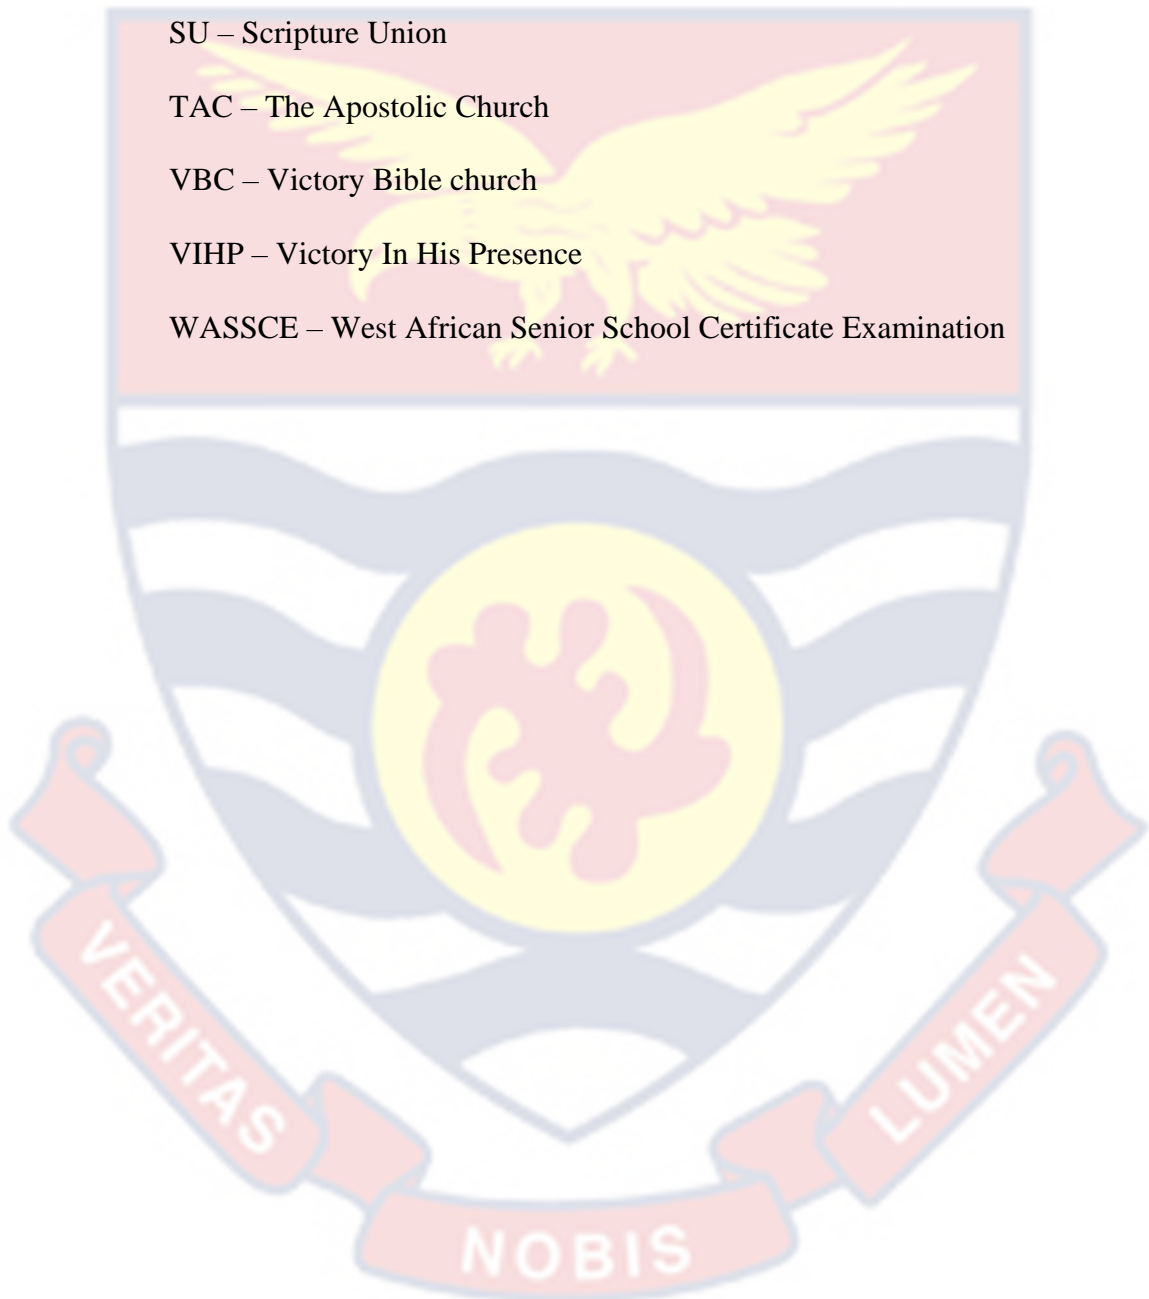 SU – Scripture Union
TAC – The Apostolic Church
VBC – Victory Bible church
VIHP – Victory In His Presence
WASSCE – West African Senior School Certificate Examination
VERITAS
NOBIS
LUMEN